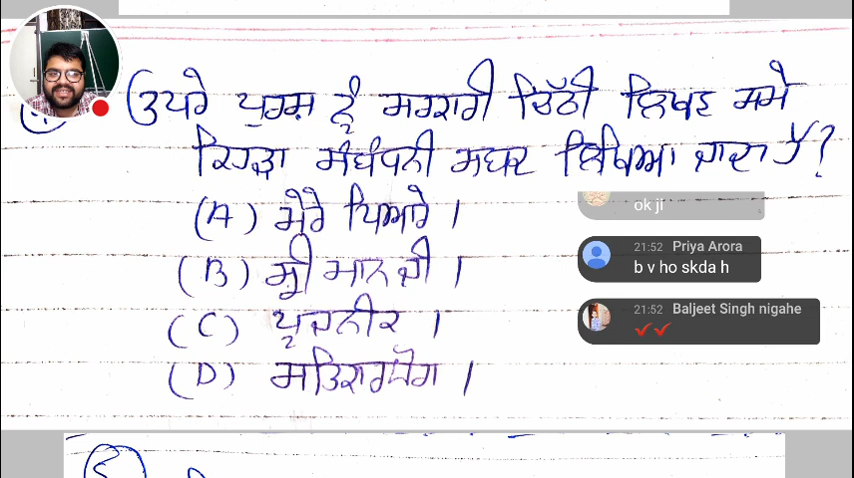 ਓਪਰੇ ਪੁਰਸ਼ ਨੂੰ ਸਰਕਾਰੀ ਚਿੱਠੀ ਲਿਖਣ ਸਮੇਂ
ਕਿਹੜਾ ਸੰਬੰਧਨੀ ਸ਼ਬਦ ਲਿਖਿਆ ਜਾਂਦਾ ਹੈ?
(A) ਮੇਰੇ ਪਿਆਰੇ।
(B) ਸ੍ਰੀ ਮਾਨ ਜੀ।
(C) ਪੂਜਨੀਕ।
(D) ਸਤਿਕਾਰਯੋਗ।
ok ji
21:52 Priya Arora
b v ho skda h
21:52 Baljeet Singh nigahe